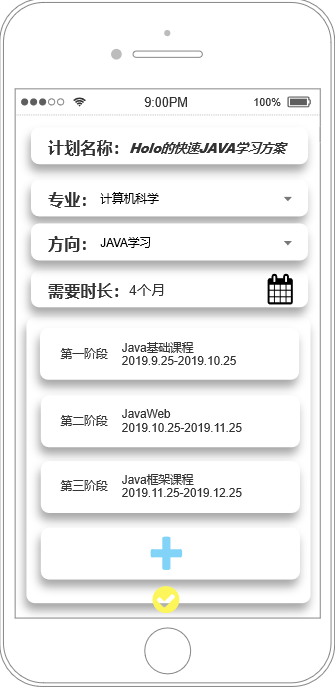 9:00PM 100%
计划名称：Holo的快速JAVA学习方案
专业：计算机科学
方向：JAVA学习
需要时长：4个月
第一阶段 Java基础课程
2019.9.25-2019.10.25
第二阶段 JavaWeb
2019.10.25-2019.11.25
第三阶段 Java框架课程
2019.11.25-2019.12.25